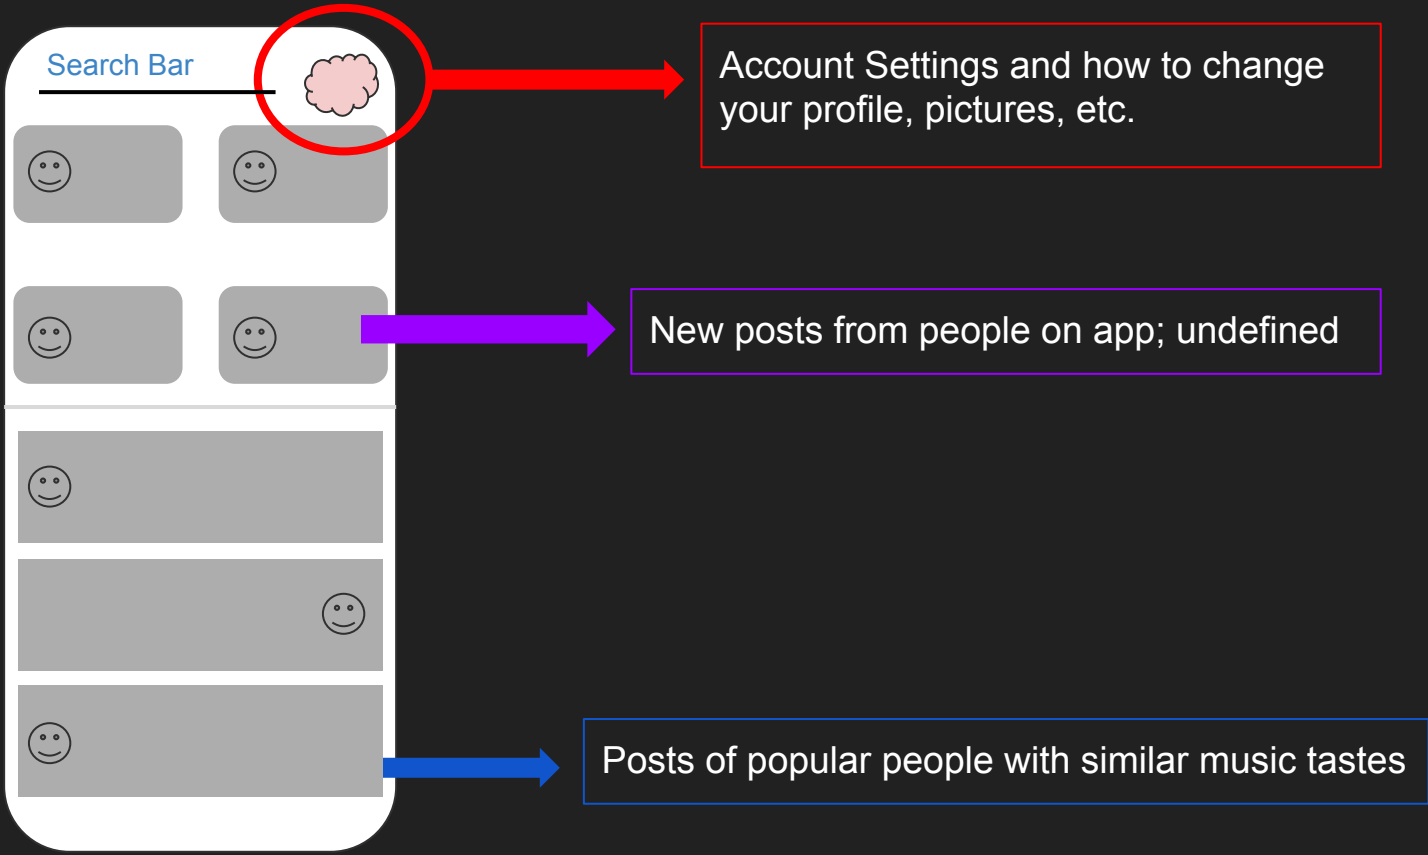 Search Bar
Account Settings and how to change
your profile, pictures, etc.
New posts from people on app; undefined
Posts of popular people with similar music tastes